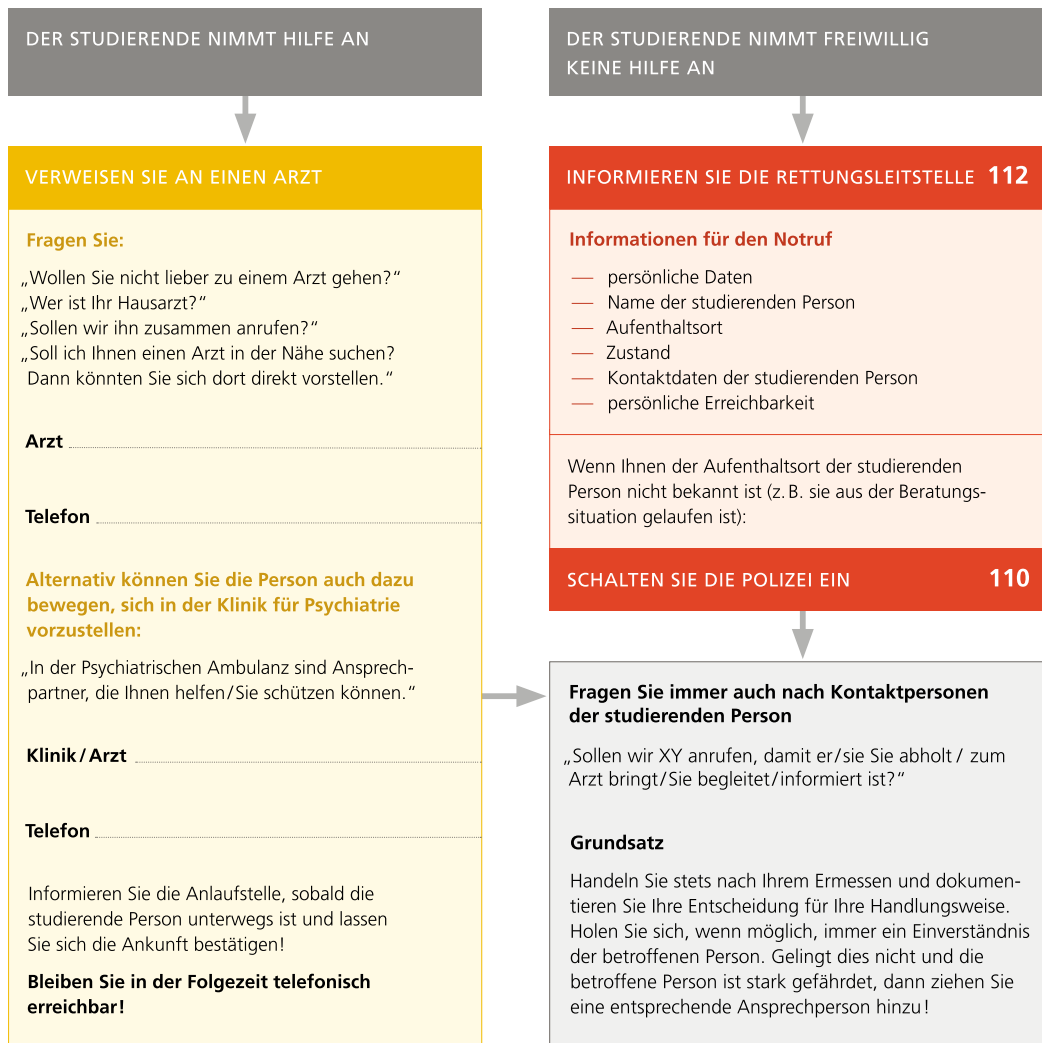 DER STUDIERENDE NIMMT HILFE AN
VERWEISEN SIE AN EINEN ARZT
Fragen Sie:
„Wollen Sie nicht lieber zu einem Arzt gehen?“
„Wer ist Ihr Hausarzt?“
„Sollen wir ihn zusammen anrufen?“
„Soll ich Ihnen einen Arzt in der Nähe suchen?
Dann könnten Sie sich dort direkt vorstellen.“
Arzt
Telefon
Alternativ können Sie die Person auch dazu
bewegen, sich in der Klinik für Psychiatrie
vorzustellen:
„In der Psychiatrischen Ambulanz sind Ansprech-
partner, die Ihnen helfen/Sie schützen können.“
Klinik/Arzt
Telefon
Informieren Sie die Anlaufstelle, sobald die
studierende Person unterwegs ist und lassen
Sie sich die Ankunft bestätigen!
Bleiben Sie in der Folgezeit telefonisch
erreichbar!
DER STUDIERENDE NIMMT FREIWILLIG
KEINE HILFE AN
INFORMIEREN SIE DIE RETTUNGSLEITSTELLE 112
Informationen für den Notruf
— persönliche Daten
— Name der studierenden Person
— Aufenthaltsort
— Zustand
— Kontaktdaten der studierenden Person
— persönliche Erreichbarkeit
Wenn Ihnen der Aufenthaltsort der studierenden
Person nicht bekannt ist (z. B. sie aus der Beratungs-
situation gelaufen ist):
SCHALTEN SIE DIE POLIZEI EIN 110
Fragen Sie immer auch nach Kontaktpersonen
der studierenden Person
„Sollen wir XY anrufen, damit er/sie Sie abholt / zum
Arzt bringt/Sie begleitet/informiert ist?“
Grundsatz
Handeln Sie stets nach Ihrem Ermessen und dokumen-
tieren Sie Ihre Entscheidung für Ihre Handlungsweise.
Holen Sie sich, wenn möglich, immer ein Einverständnis
der betroffenen Person. Gelingt dies nicht und die
betroffene Person ist stark gefährdet, dann ziehen Sie
eine entsprechende Ansprechperson hinzu!